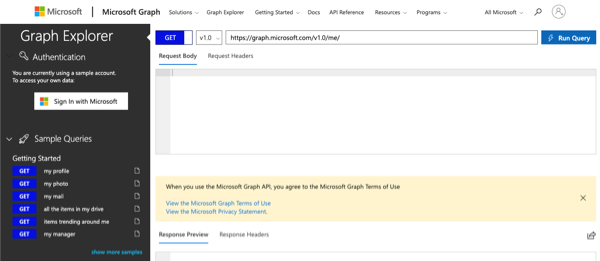 Microsoft Microsoft Graph Solutions Graph Explorer Getting Started Docs API Reference Resources Programs All Microsoft
Graph Explorer
Authentication
You are currently using a sample account.
To access your own data:
Sign In with Microsoft
Sample Queries
Getting Started
GET my profile
GET my photo
GET my mail
GET all the items in my drive
GET items trending around me
GET my manager
show more samples
GET v1.0 https://graph.microsoft.com/v1.0/me/ Run Query
Request Body Request Headers
When you use the Microsoft Graph API, you agree to the Microsoft Graph Terms of Use
View the Microsoft Graph Terms of Use
View the Microsoft Privacy Statement.
Response Preview Response Headers